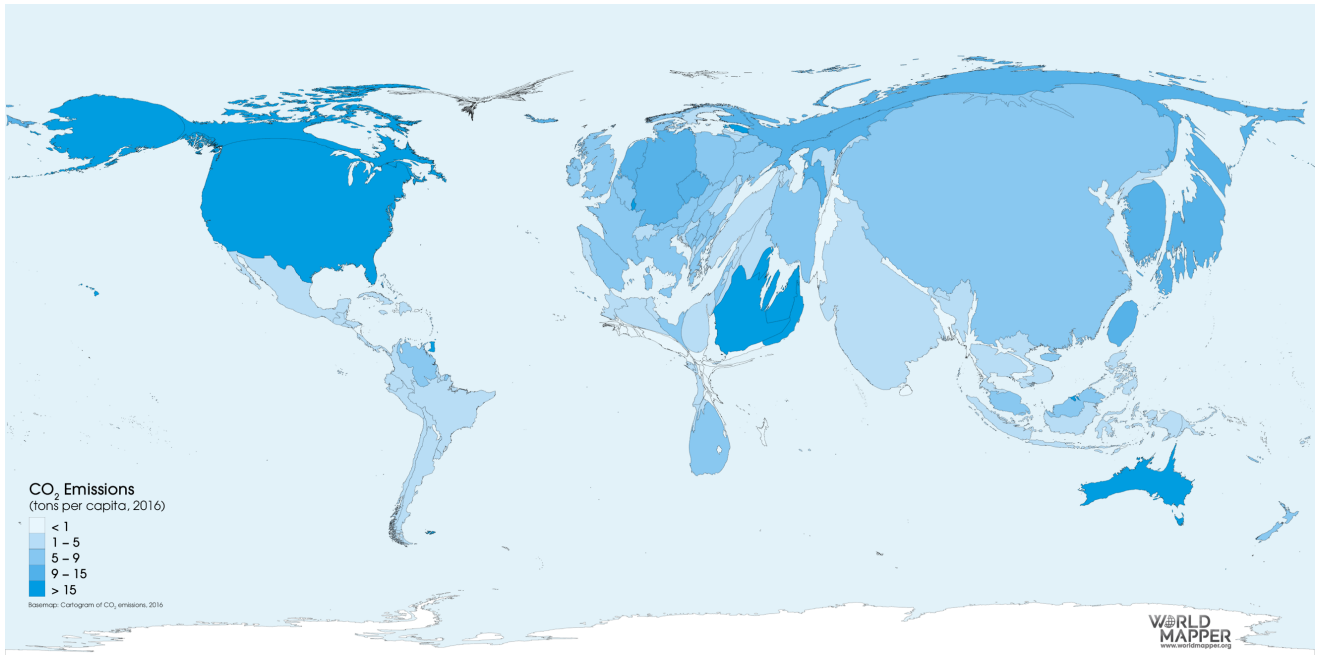 CO₂ Emissions
(tons per capita, 2016)
< 1
1 – 5
5 – 9
9 – 15
> 15
Basemap: Cartogram of CO₂ emissions, 2016
WORLD
MAPPER
www.worldmapper.org